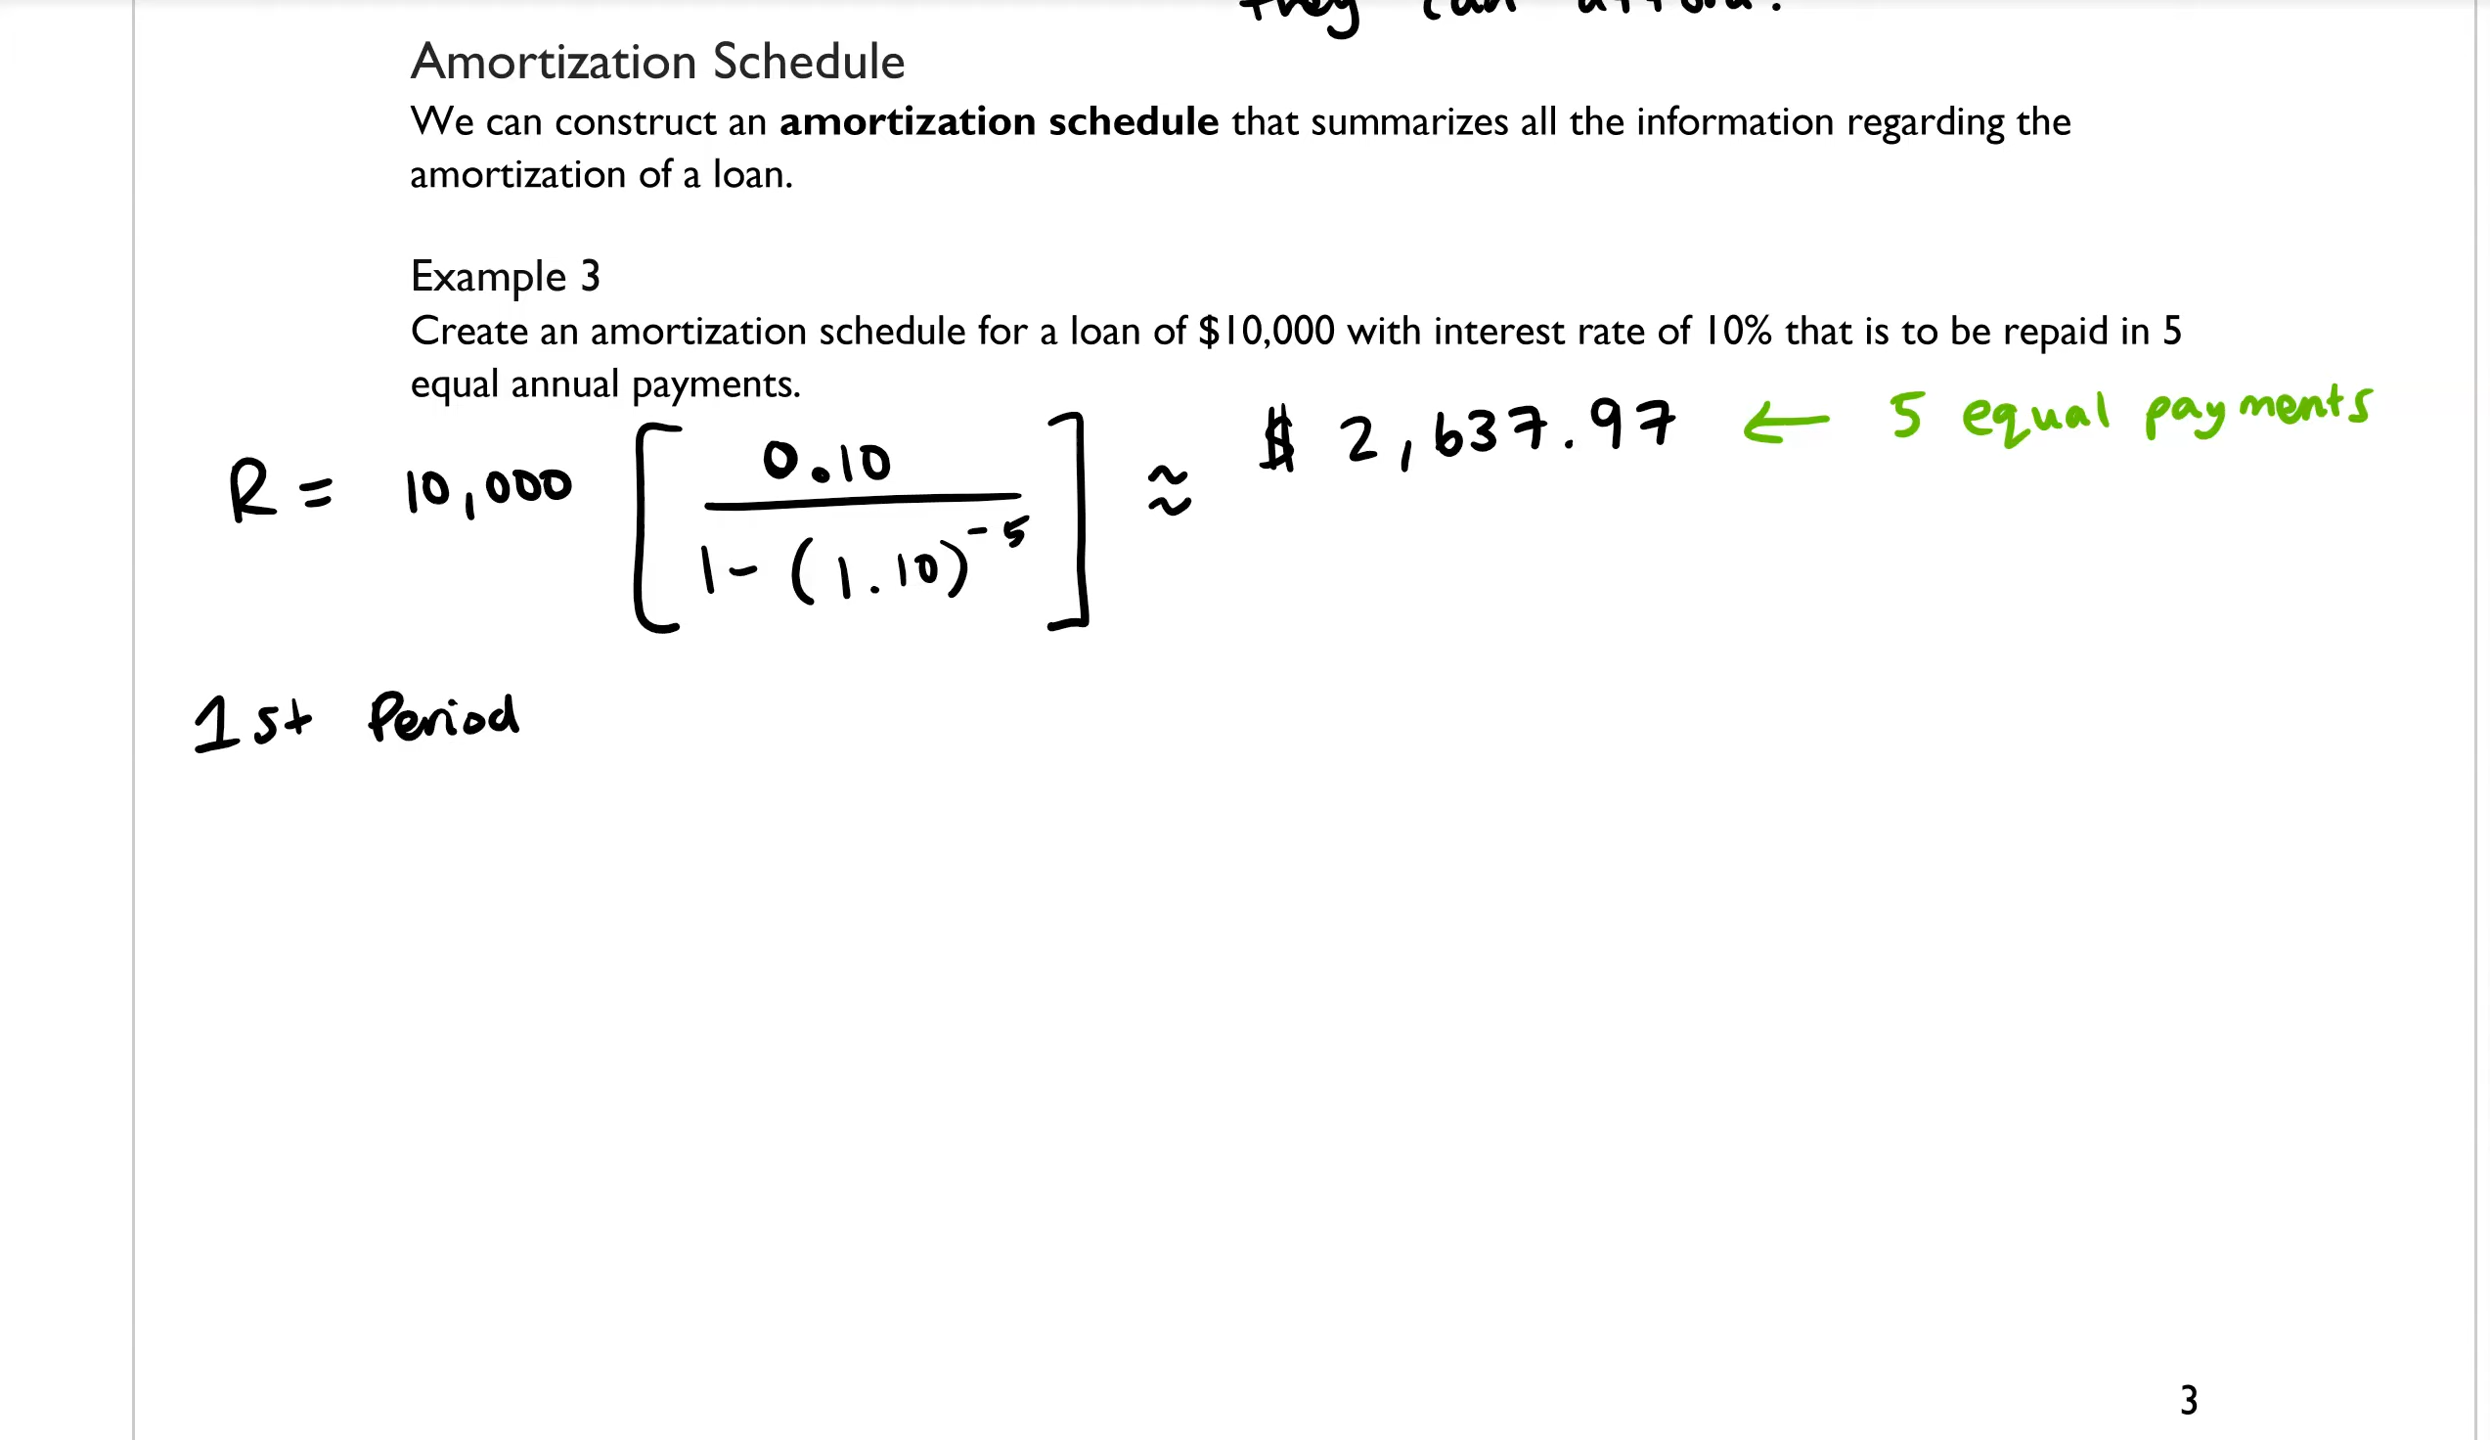 they can afford.
Amortization Schedule
We can construct an amortization schedule that summarizes all the information regarding the
amortization of a loan.
Example 3
Create an amortization schedule for a loan of $10,000 with interest rate of 10% that is to be repaid in 5
equal annual payments.
R = 10,000 [ 0.10 / 1-(1.10)^-5 ] ≈ $ 2,637.97 ← 5 equal payments
1st Period
3